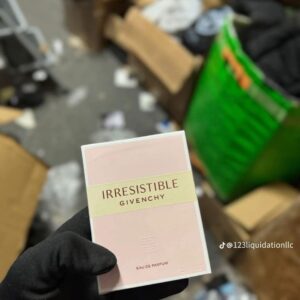 IRRESISTIBLE
GIVENCHY
EAU DE PARFUM
@123liquidationllc